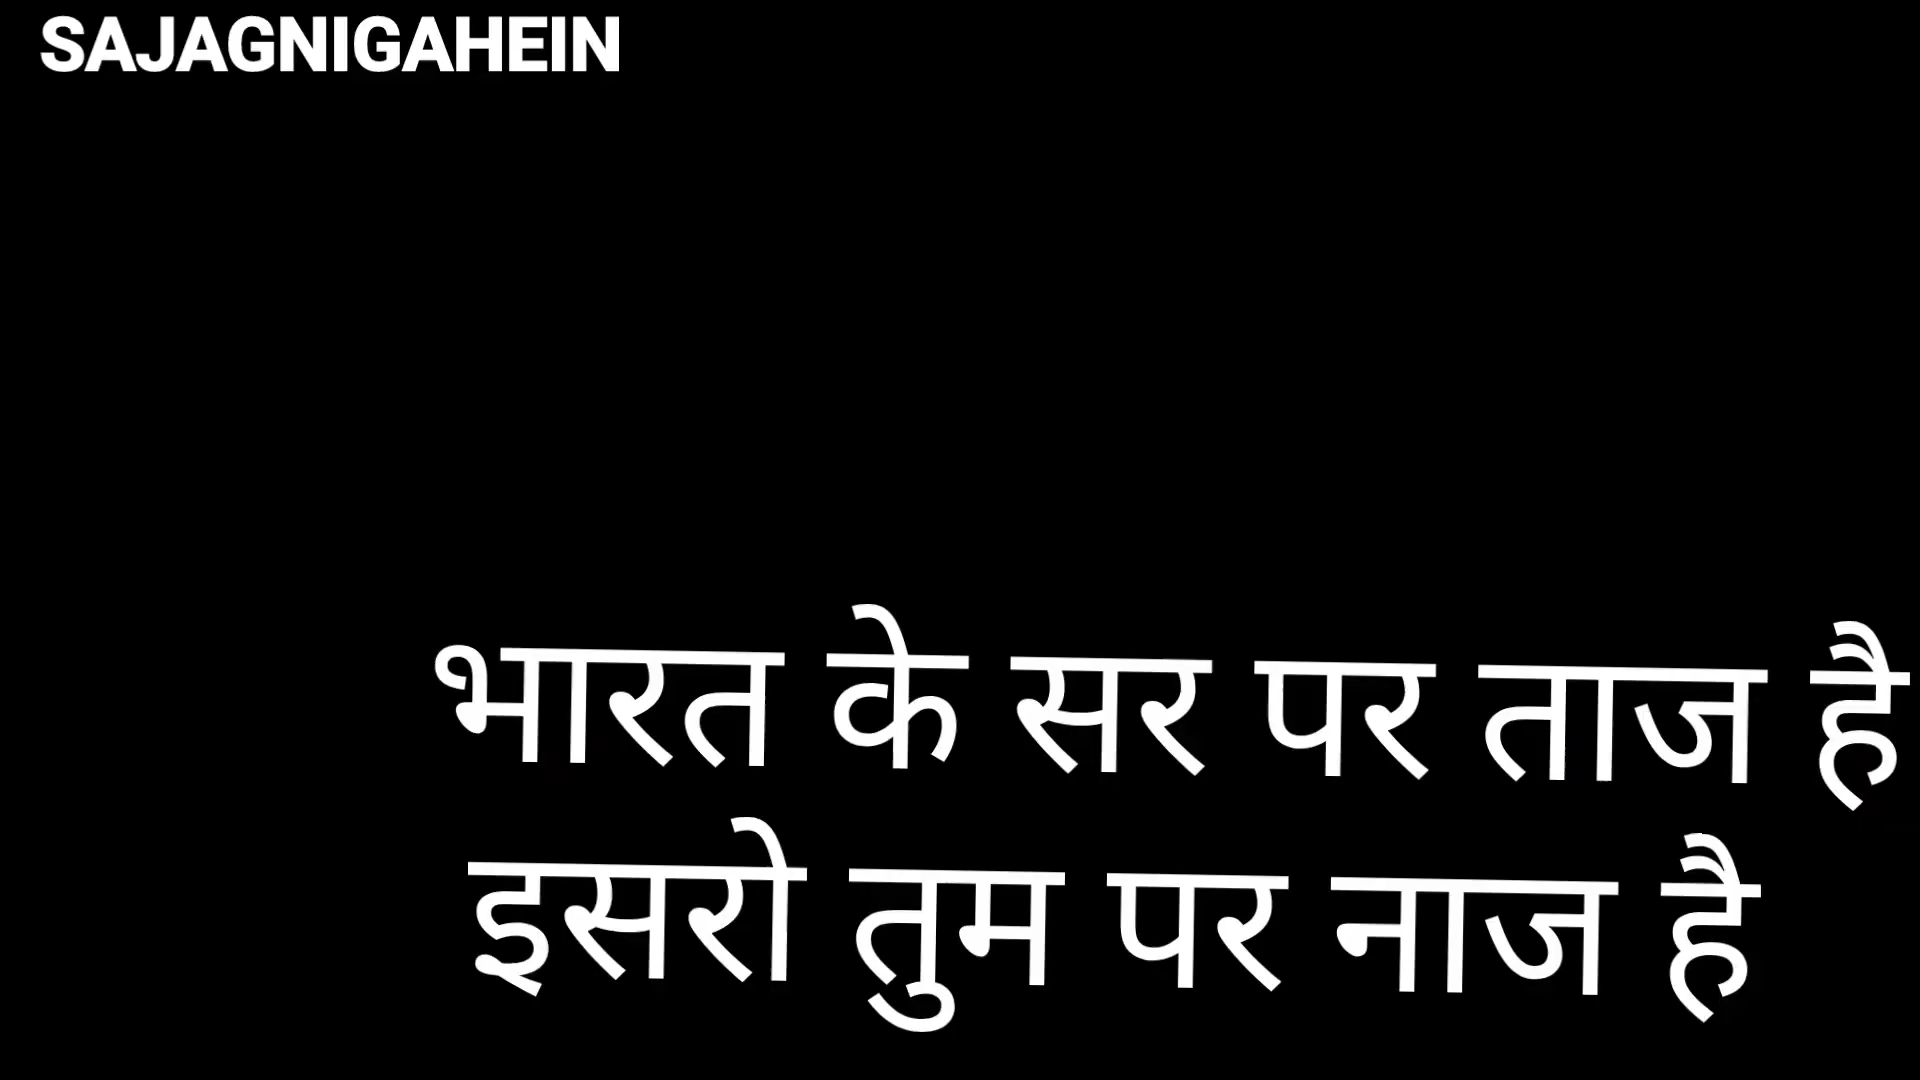 SAJAGNIGAHEIN
भारत के सर पर ताज है
इसरो तुम पर नाज है